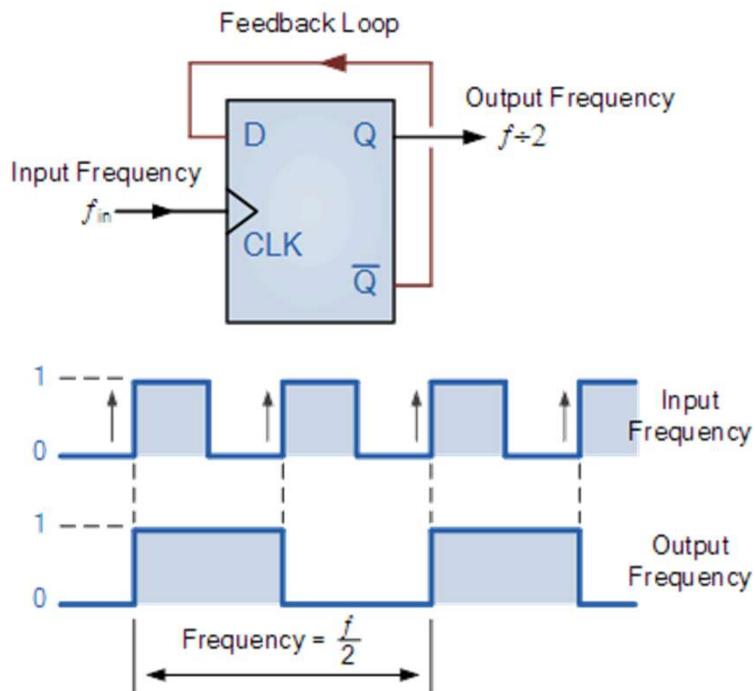 Feedback Loop
Output Frequency
D Q f÷2
Input Frequency
fin
CLK
Q̅
1
0
Input
Frequency
1
0
Output
Frequency
Frequency = f/2